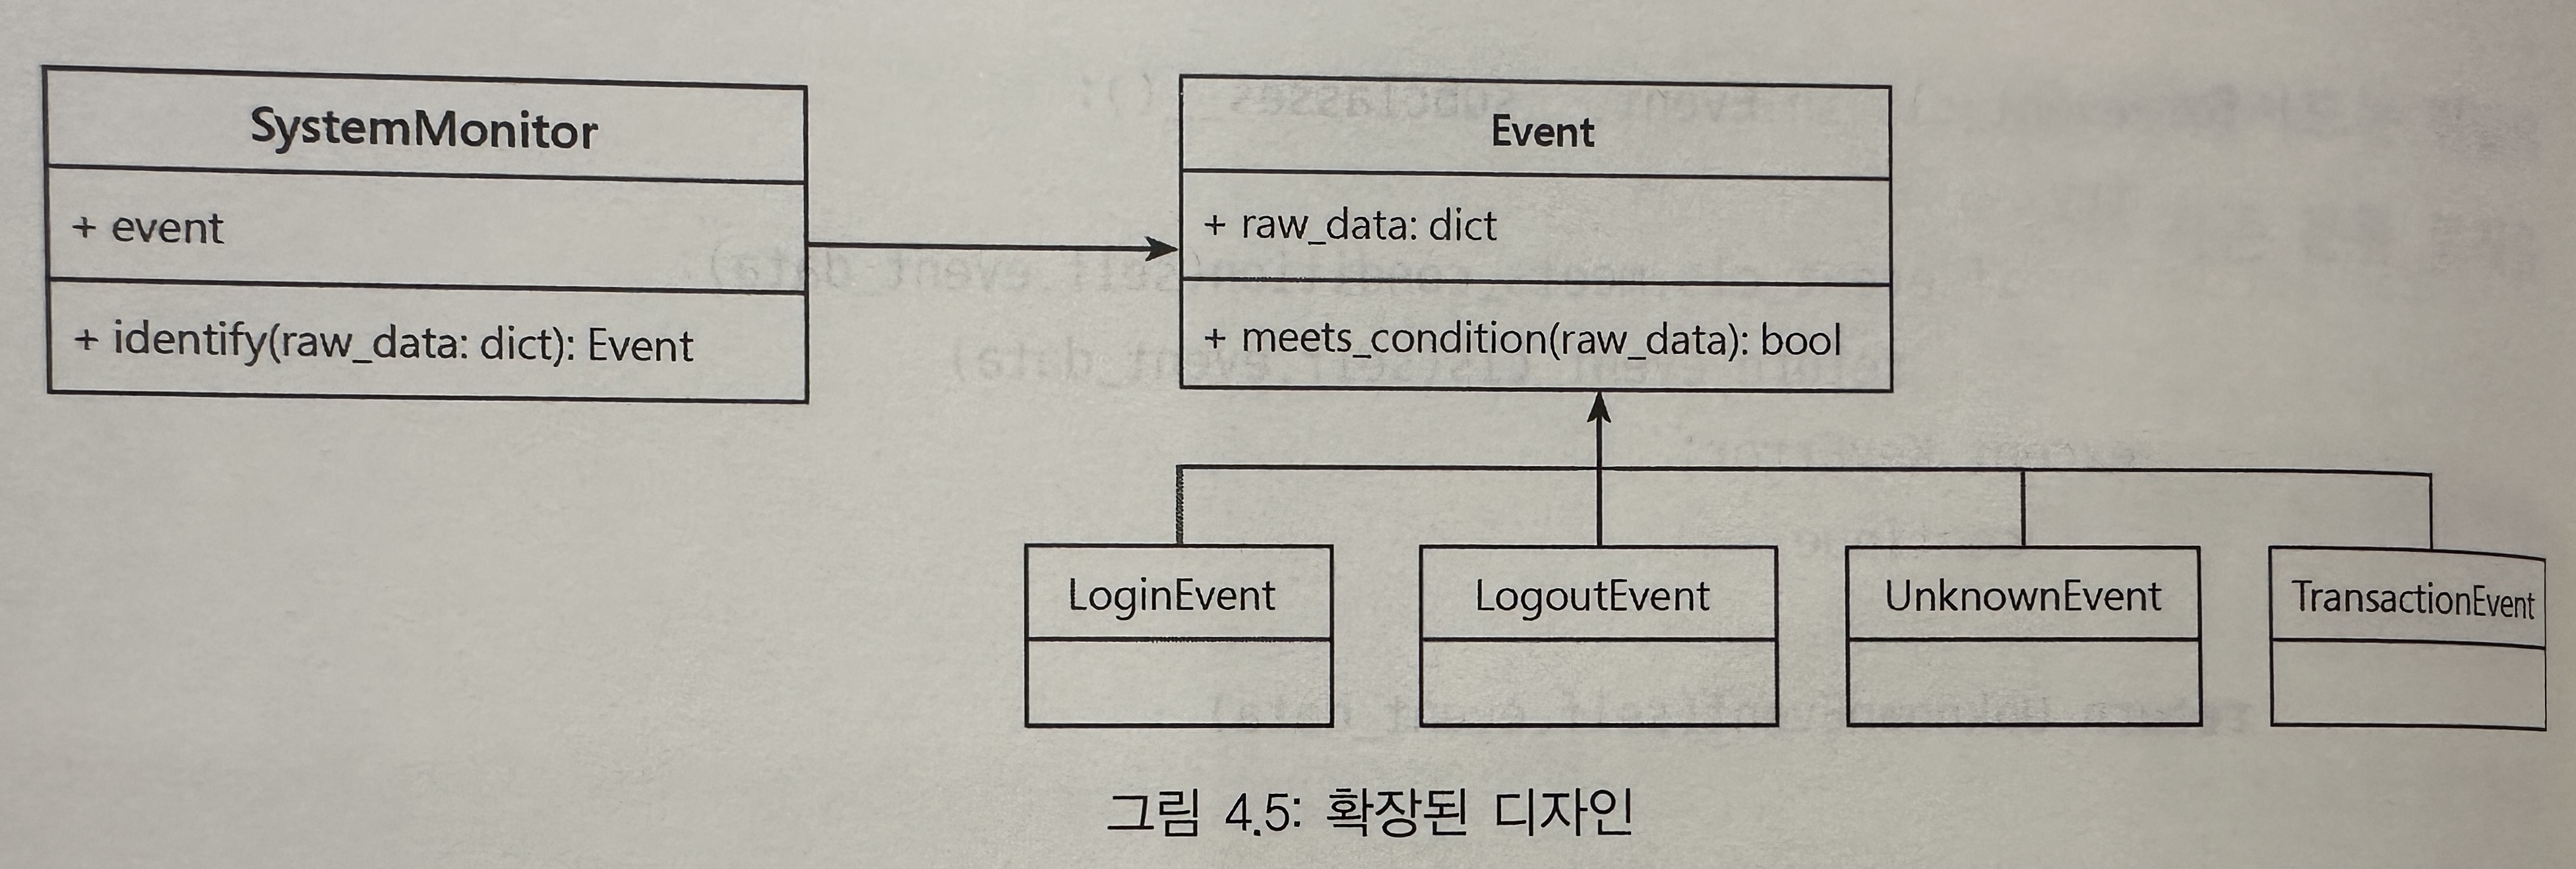 SystemMonitor
+ event
+ identify(raw_data: dict): Event
Event
+ raw_data: dict
+ meets_condition(raw_data): bool
LoginEvent
LogoutEvent
UnknownEvent
TransactionEvent
그림 4.5: 확장된 디자인